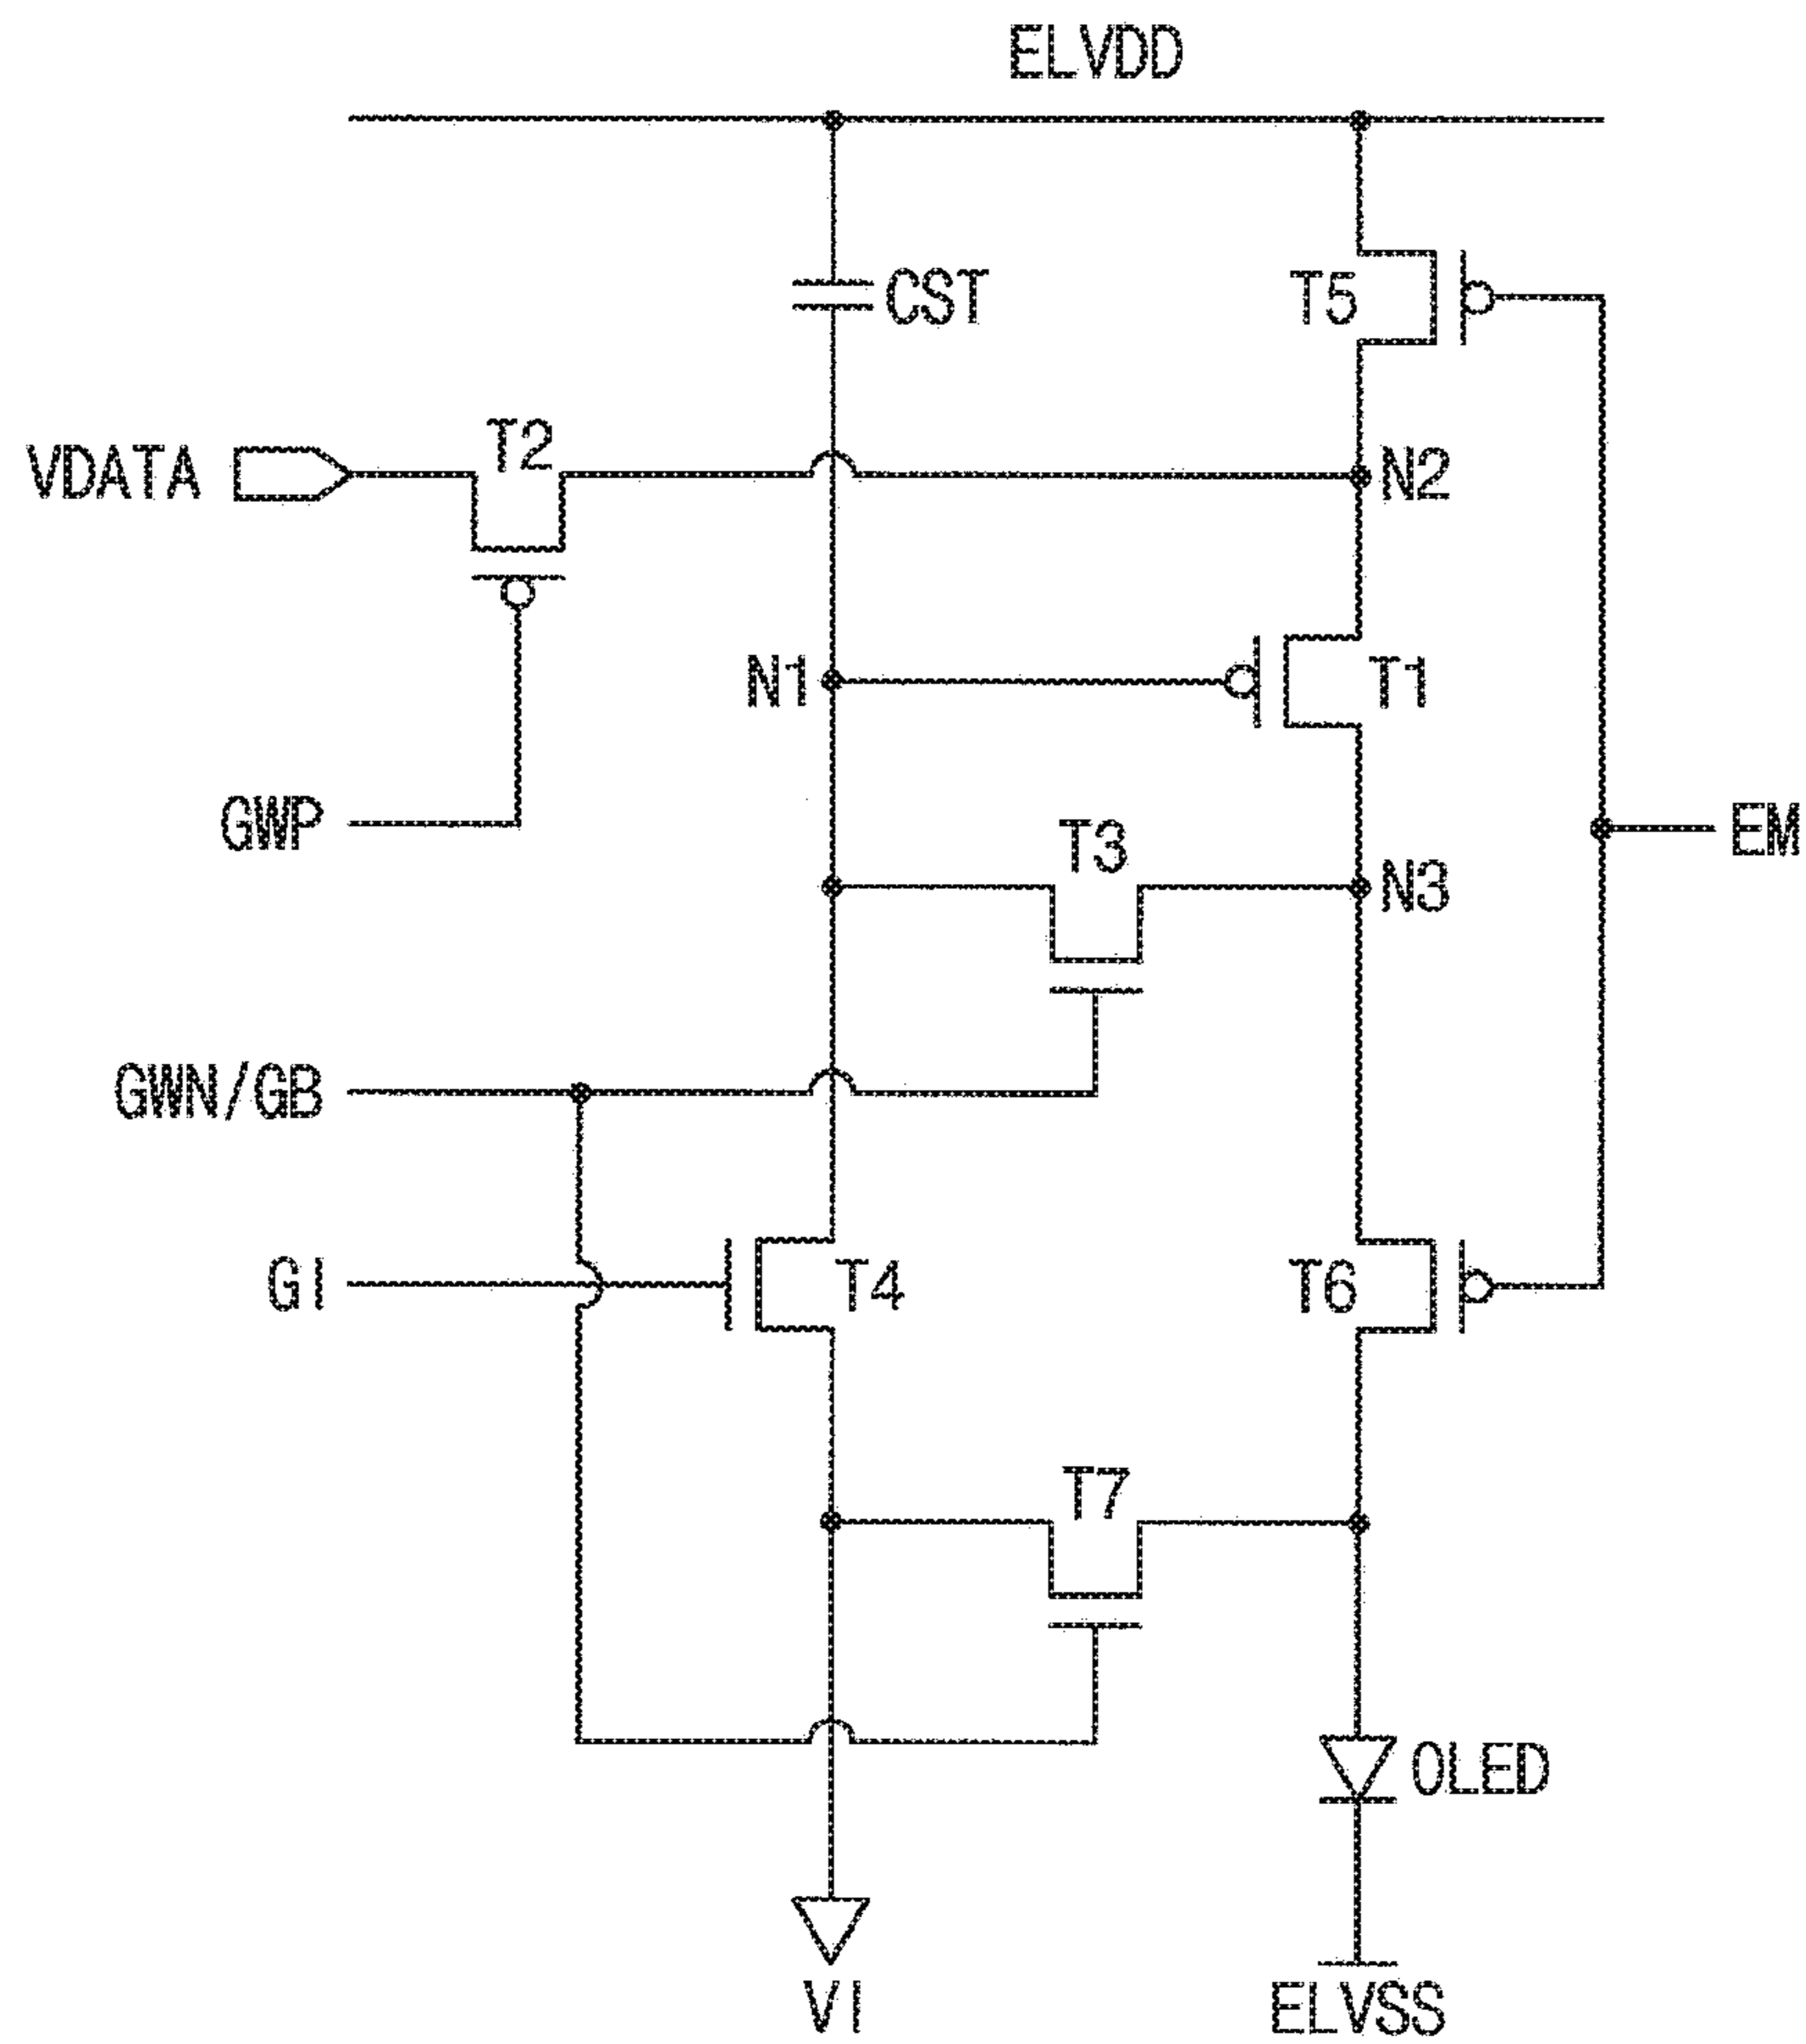 ELVDD
CST
T5
T2
VDATA
N2
N1
T1
GWP
T3
EM
N3
GWN/GB
GI
T4
T6
T7
OLED
VI
ELVSS